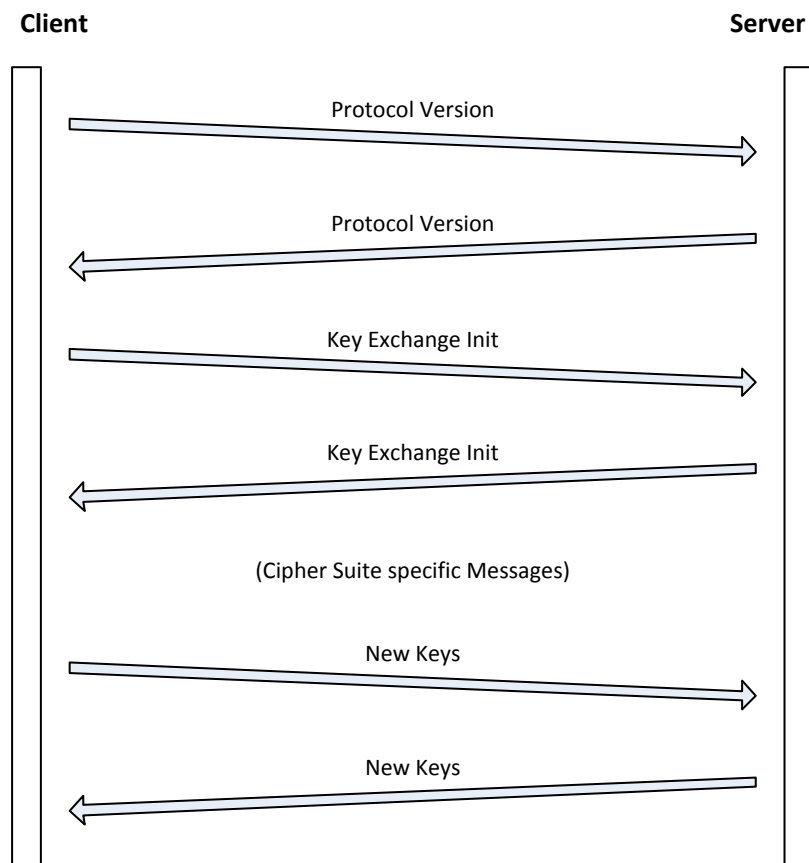 Client
Server
Protocol Version
Protocol Version
Key Exchange Init
Key Exchange Init
(Cipher Suite specific Messages)
New Keys
New Keys